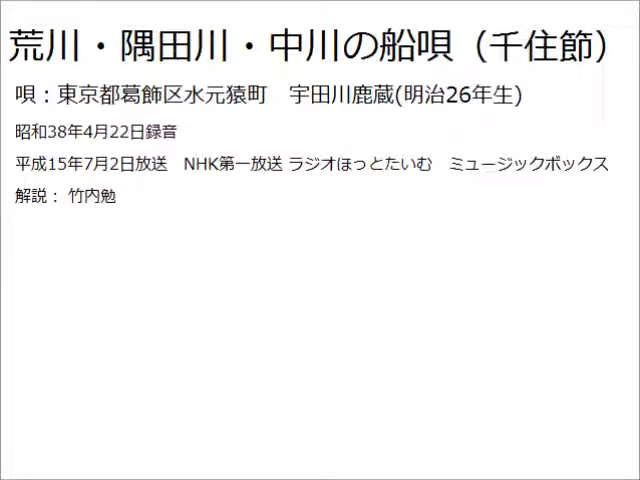 荒川・隅田川・中川の船唄（千住節）
唄：東京都葛飾区水元猿町　宇田川鹿蔵(明治26年生)
昭和38年4月22日録音
平成15年7月2日放送　NHK第一放送 ラジオほっとたいむ　ミュージックボックス
解説： 竹内勉